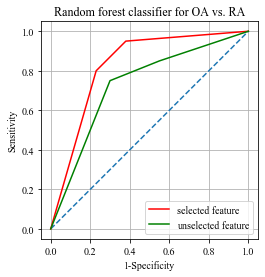 Random forest classifier for OA vs. RA
1.0
0.8
0.6
0.4
0.2
0.0
Sensitivity
selected feature
unselected feature
0.0 0.2 0.4 0.6 0.8 1.0
1-Specificity